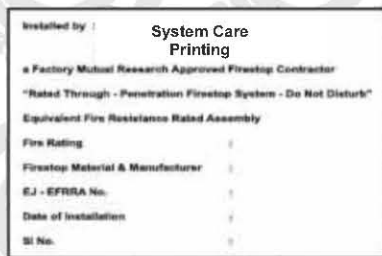 Installed by :
System Care
Printing
a Factory Mutual Research Approved Firestop Contractor
"Rated Through - Penetration Firestop System - Do Not Disturb"
Equivalent Fire Resistance Rated Assembly
Fire Rating :
Firestop Material & Manufacturer :
EJ - EFRRA No. :
Date of Installation :
Sl No. :